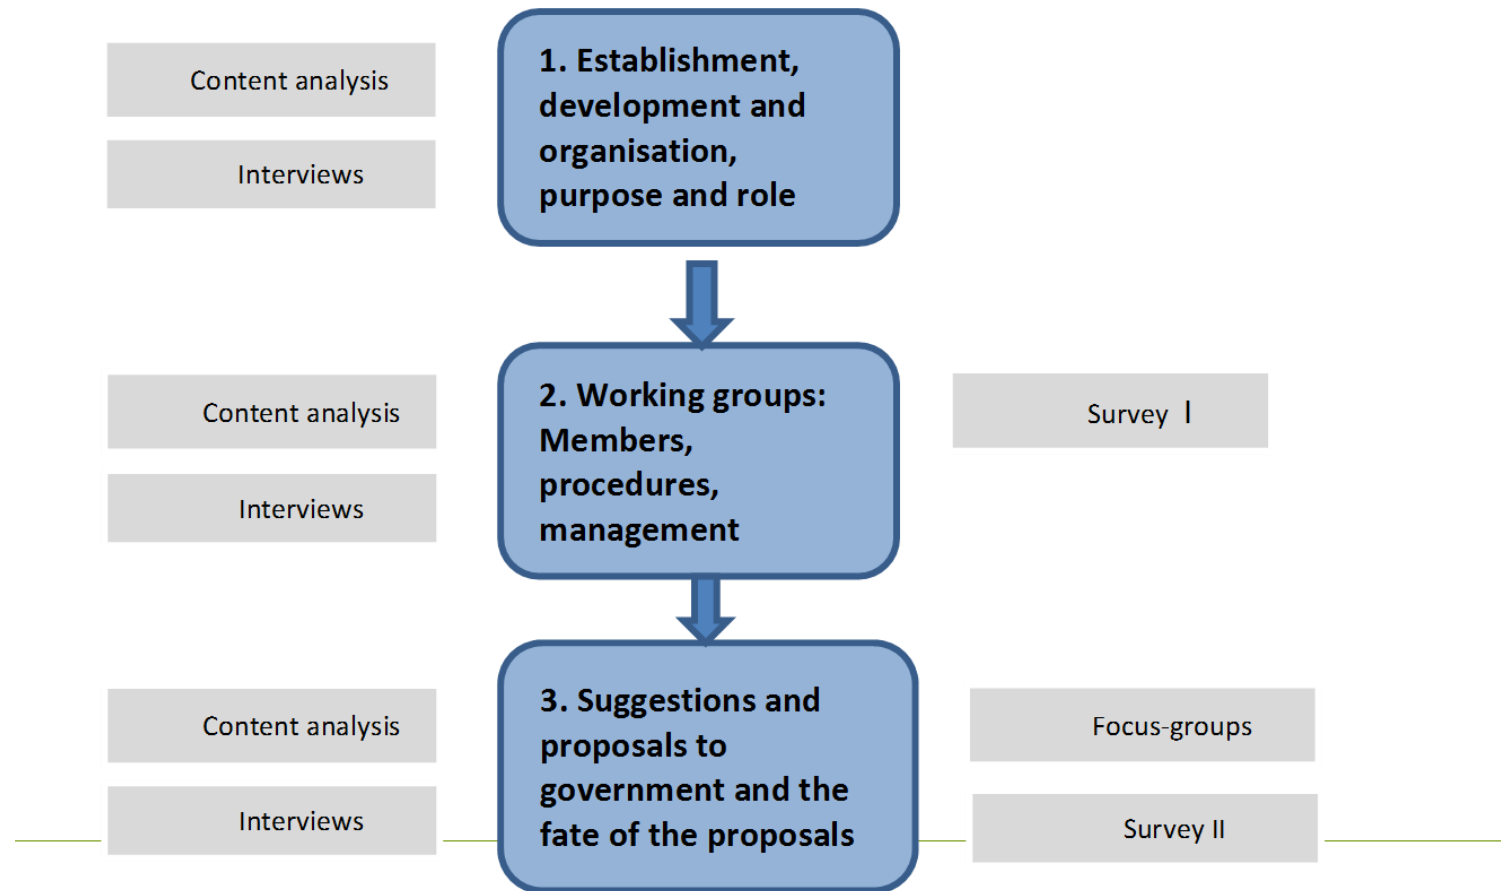 Content analysis
Interviews
1. Establishment,
development and
organisation,
purpose and role
Content analysis
Interviews
2. Working groups:
Members,
procedures,
management
Survey I
Content analysis
Interviews
3. Suggestions and
proposals to
government and the
fate of the proposals
Focus-groups
Survey II